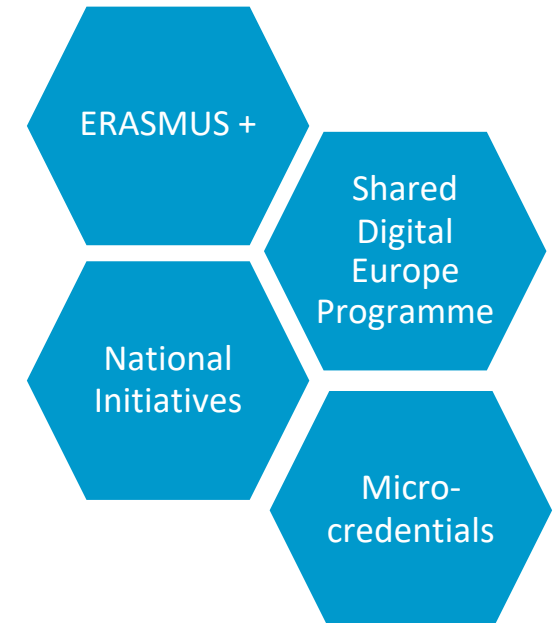 ERASMUS +
Shared
Digital
Europe
Programme
National
Initiatives
Micro-
credentials